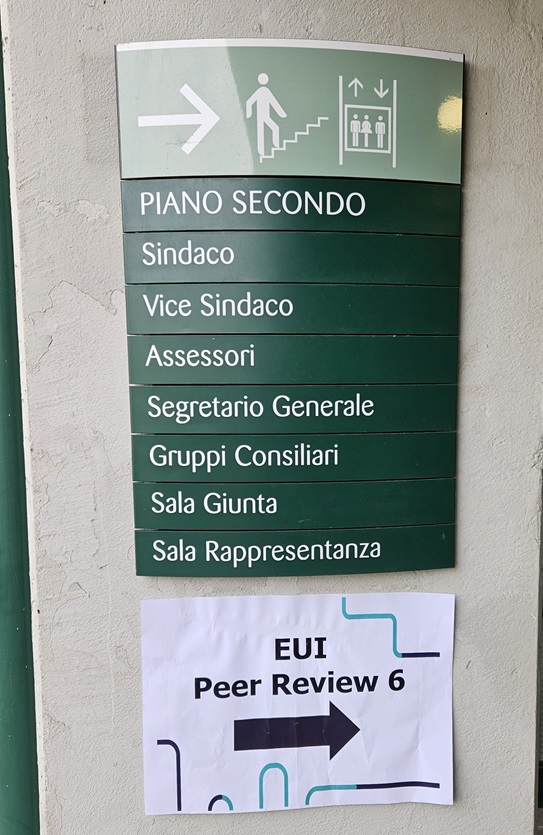 PIANO SECONDO
Sindaco
Vice Sindaco
Assessori
Segretario Generale
Gruppi Consiliari
Sala Giunta
Sala Rappresentanza
EUI
Peer Review 6